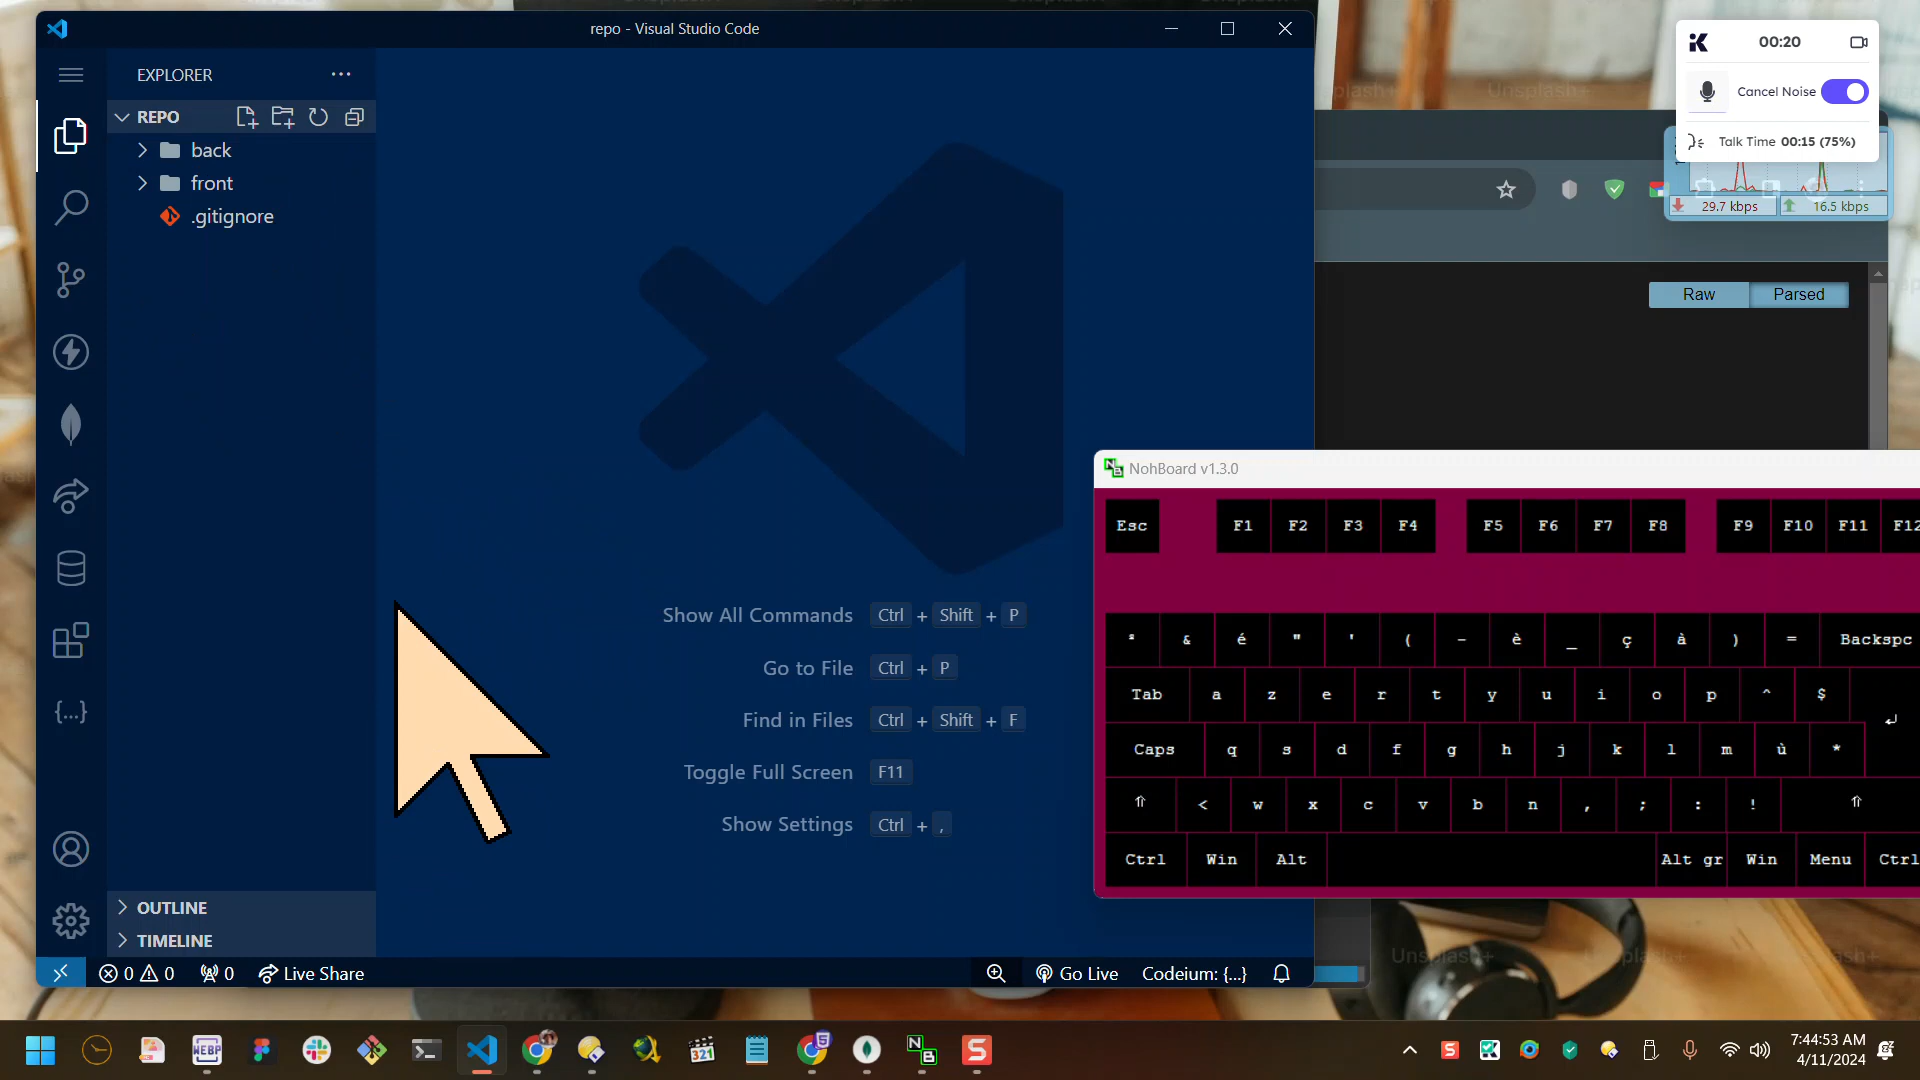 repo - Visual Studio Code
EXPLORER
REPO
back
front
.gitignore
OUTLINE
TIMELINE
Show All Commands Ctrl + Shift + P
Go to File Ctrl + P
Find in Files Ctrl + Shift + F
Toggle Full Screen F11
Show Settings Ctrl + ,
0 0 0 Live Share
Go Live Codeium: {...}
00:20
Cancel Noise
Talk Time 00:15 (75%)
29.7 kbps 16.5 kbps
Raw Parsed
NohBoard v1.3.0
Esc F1 F2 F3 F4 F5 F6 F7 F8 F9 F10 F11 F12
² & é " ' ( - è _ ç à ) = Backspc
Tab a z e r t y u i o p ^ $
Caps q s d f g h j k l m ù *
⇑ < w x c v b n , ; : ! ⇑
Ctrl Win Alt Alt gr Win Menu Ctrl
Unsplash+
WEBP
321
7:44:53 AM
4/11/2024